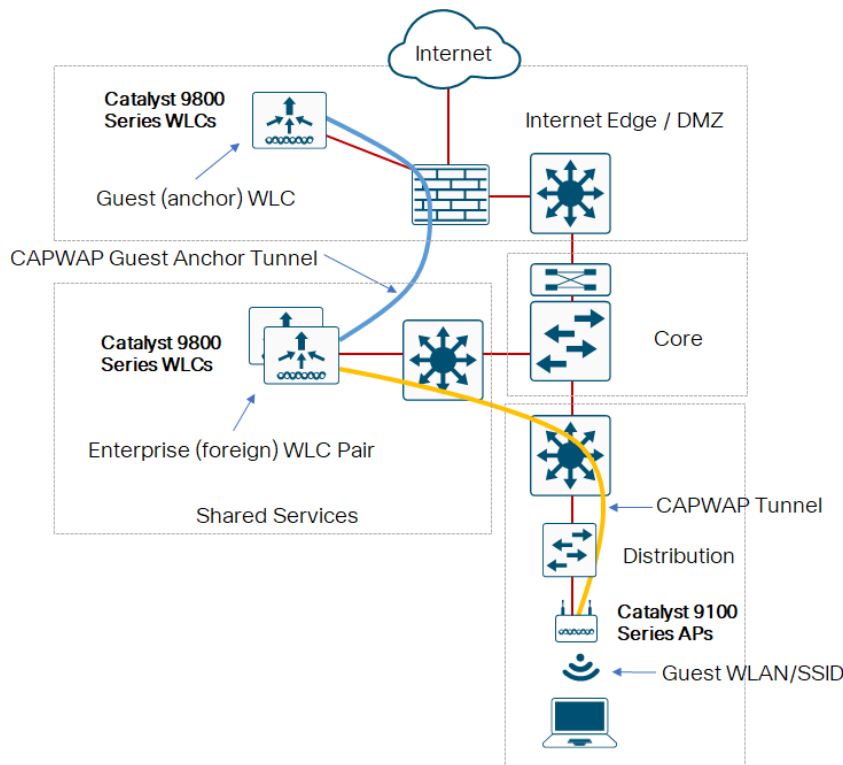 Internet
Catalyst 9800
Series WLCs
Internet Edge / DMZ
Guest (anchor) WLC
CAPWAP Guest Anchor Tunnel
Catalyst 9800
Series WLCs
Core
Enterprise (foreign) WLC Pair
Shared Services
CAPWAP Tunnel
Distribution
Catalyst 9100
Series APs
Guest WLAN/SSID